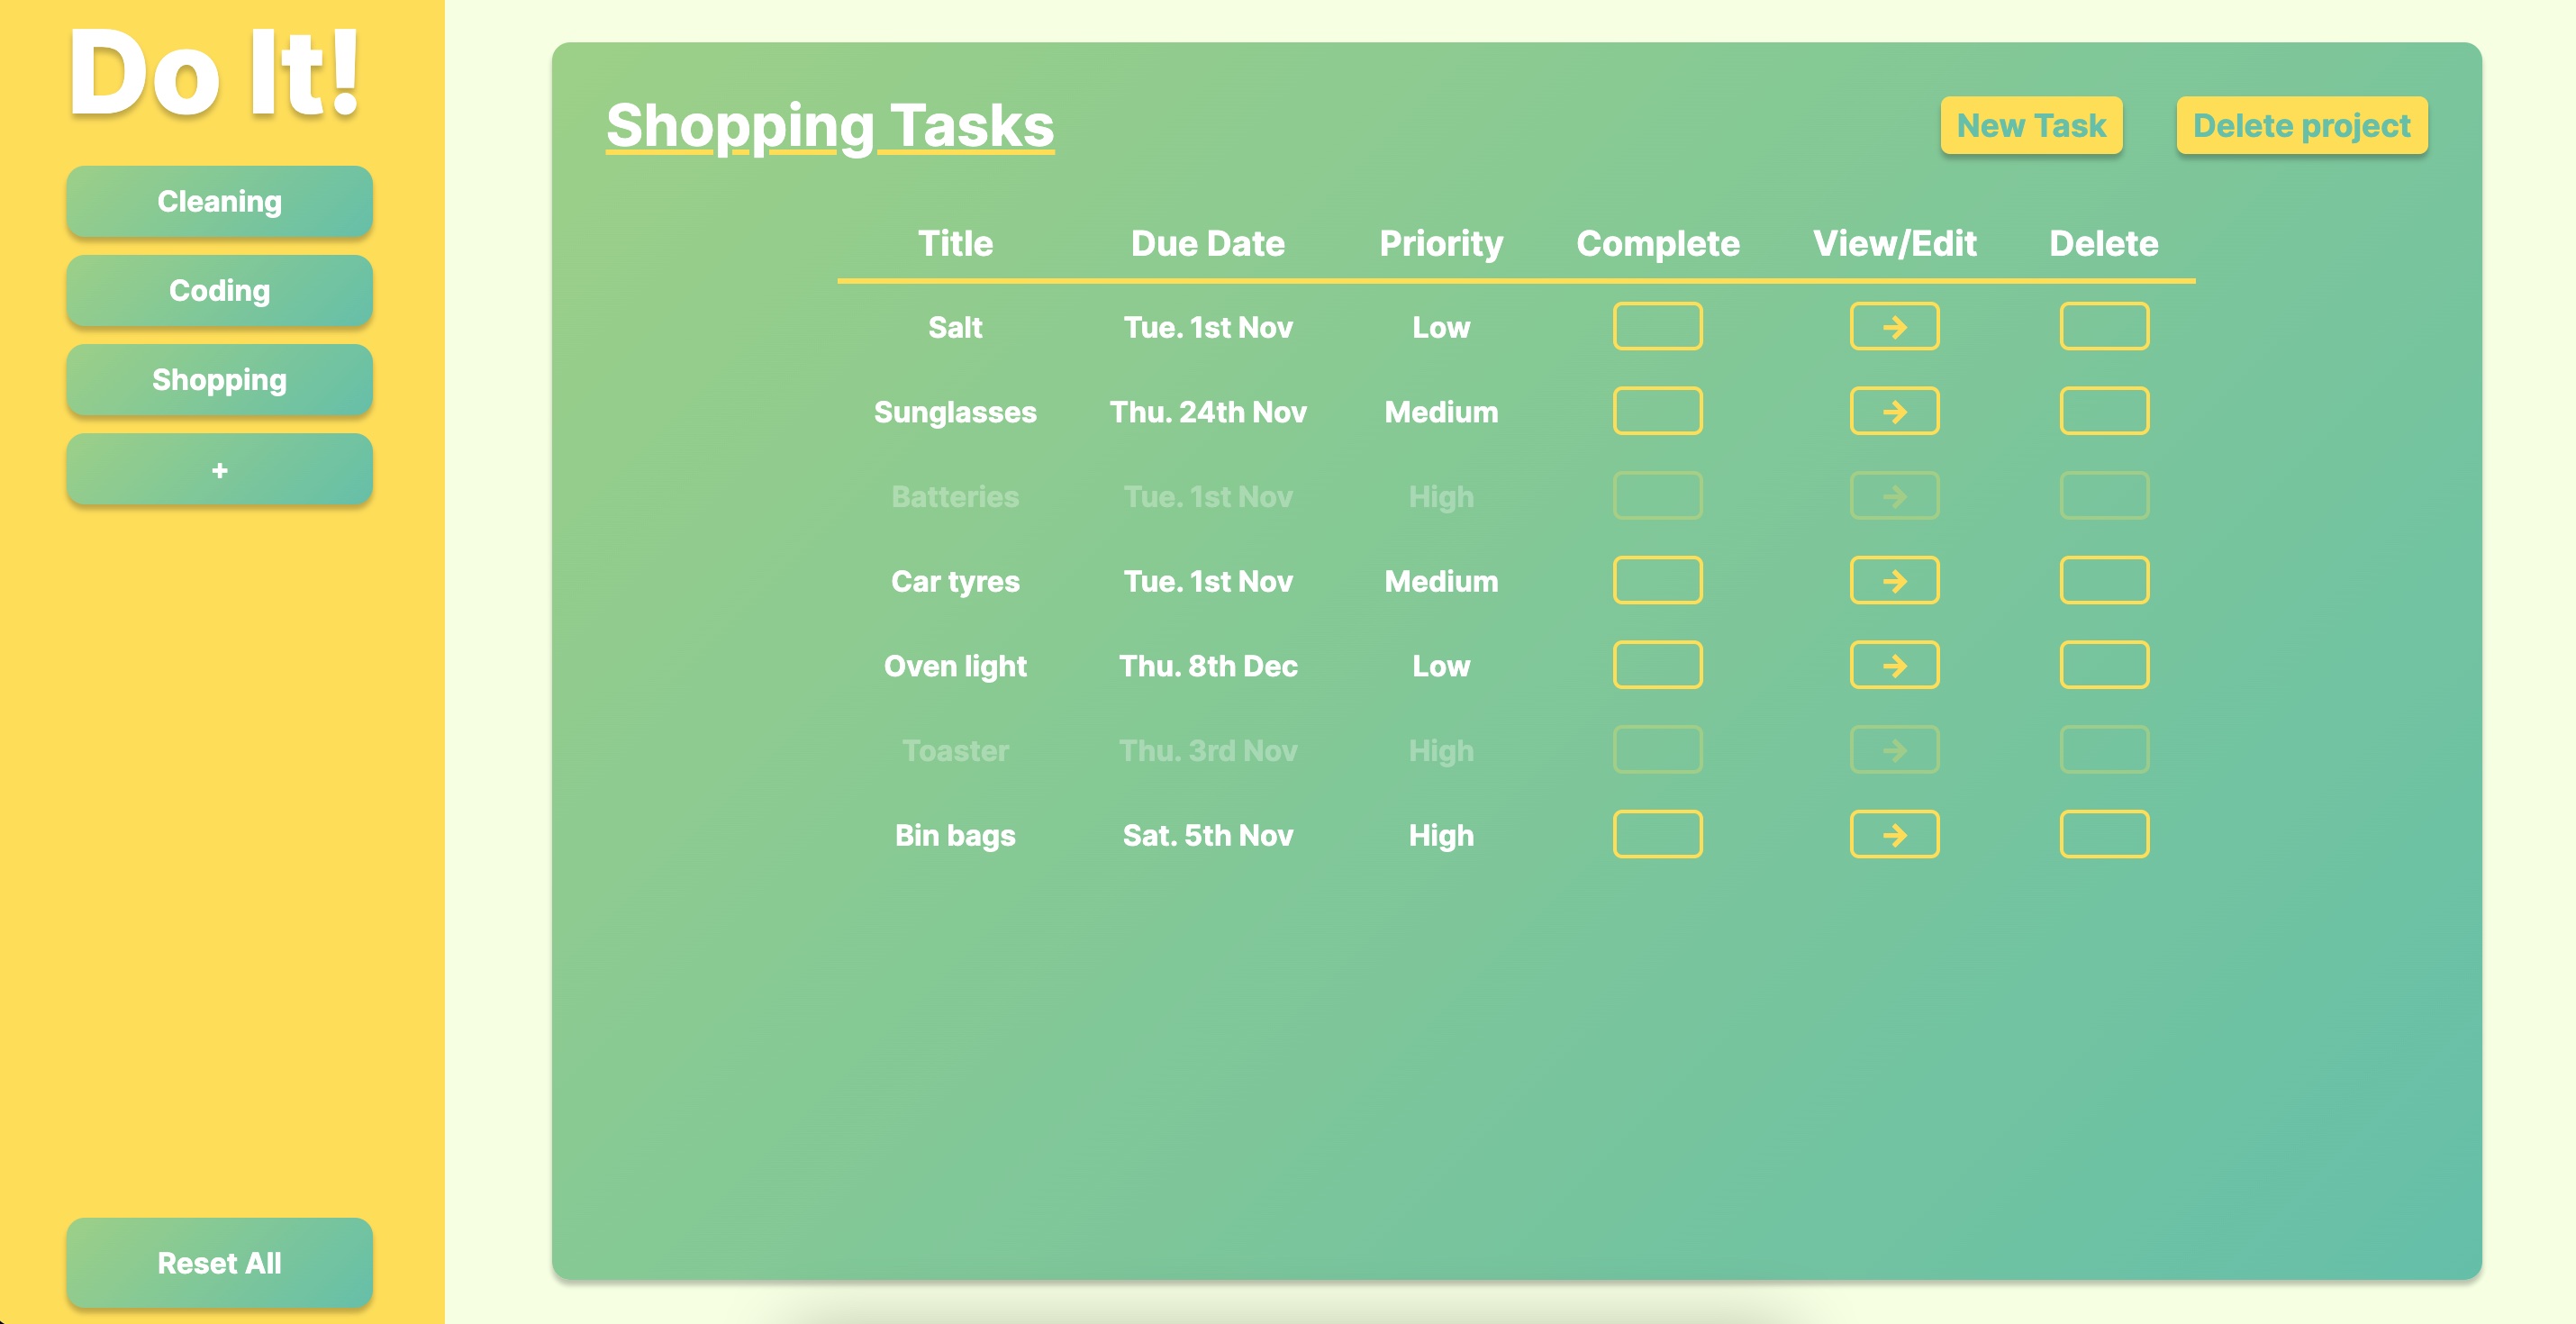 Do It!
Cleaning
Coding
Shopping
+
Reset All
Shopping Tasks
New Task
Delete project
Title Due Date Priority Complete View/Edit Delete
Salt Tue. 1st Nov Low →
Sunglasses Thu. 24th Nov Medium →
Batteries Tue. 1st Nov High →
Car tyres Tue. 1st Nov Medium →
Oven light Thu. 8th Dec Low →
Toaster Thu. 3rd Nov High →
Bin bags Sat. 5th Nov High →